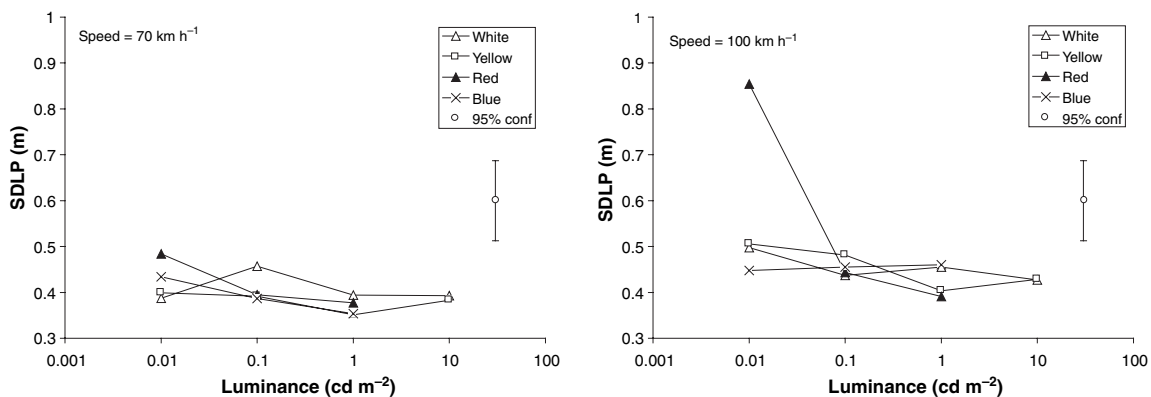 Speed = 70 km h⁻¹
SDLP (m)
1
0.9
0.8
0.7
0.6
0.5
0.4
0.3
0.001 0.01 0.1 1 10 100
Luminance (cd m⁻²)
White
Yellow
Red
Blue
95% conf
Speed = 100 km h⁻¹
SDLP (m)
1
0.9
0.8
0.7
0.6
0.5
0.4
0.3
0.001 0.01 0.1 1 10 100
Luminance (cd m⁻²)
White
Yellow
Red
Blue
95% conf